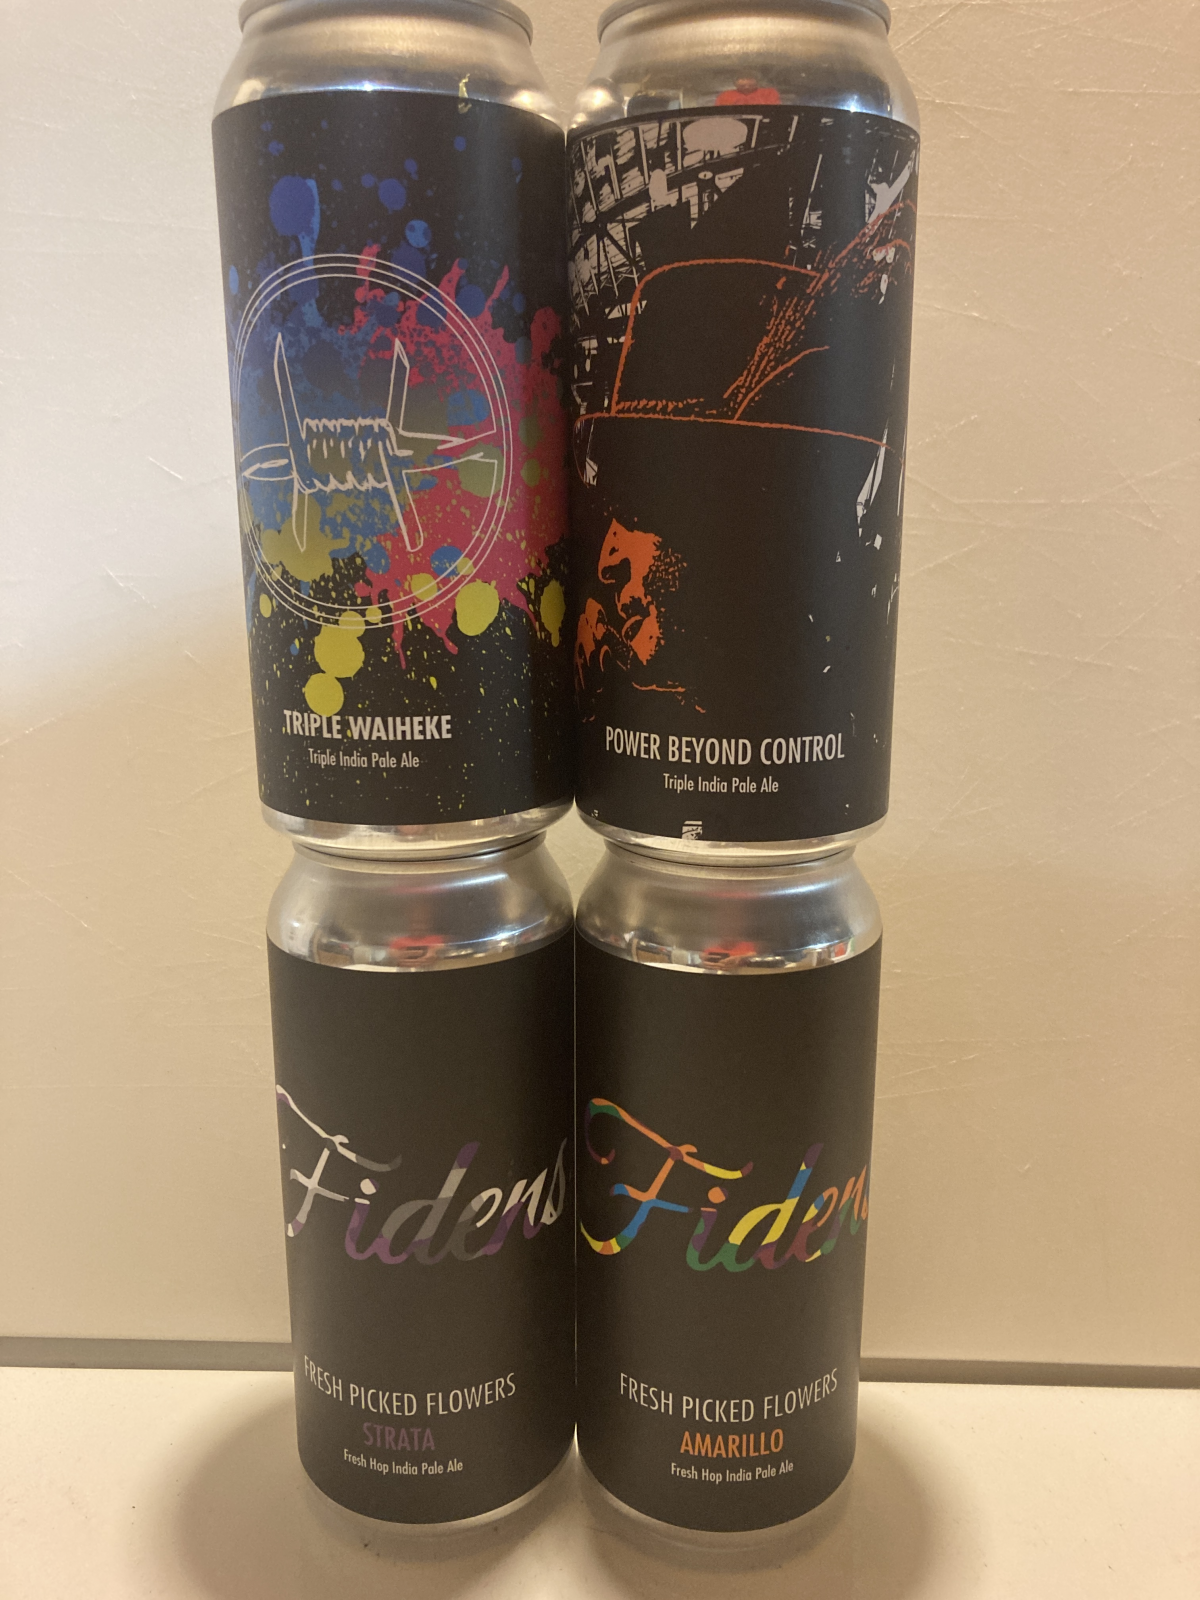 TRIPLE WAIHEKE
Triple India Pale Ale
POWER BEYOND CONTROL
Triple India Pale Ale
Fidens
FRESH PICKED FLOWERS
STRATA
Fresh Hop India Pale Ale
Fidens
FRESH PICKED FLOWERS
AMARILLO
Fresh Hop India Pale Ale